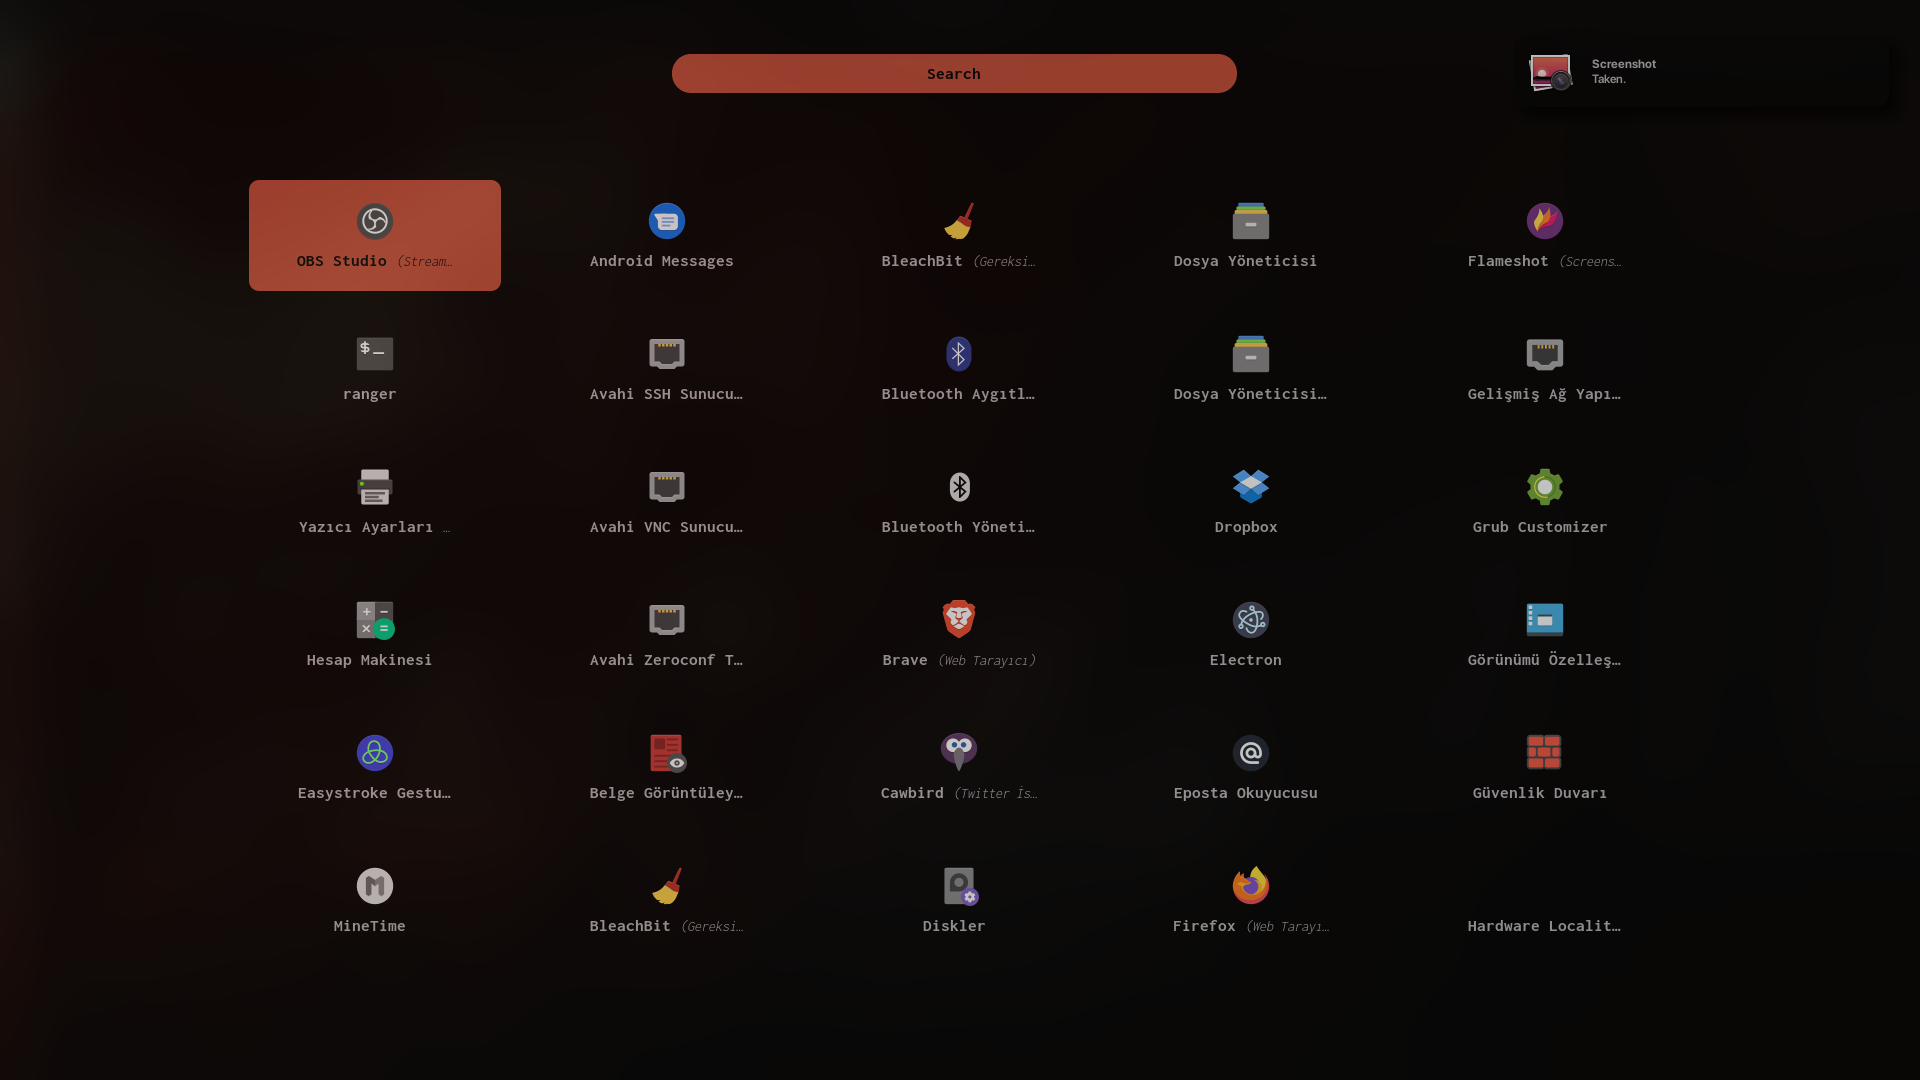 Search
Screenshot
Taken.
OBS Studio (Stream…
Android Messages
BleachBit (Gereksi…
Dosya Yöneticisi
Flameshot (Screens…
$_
ranger
Avahi SSH Sunucu…
Bluetooth Aygıtl…
Dosya Yöneticisi…
Gelişmiş Ağ Yapı…
Yazıcı Ayarları …
Avahi VNC Sunucu…
Bluetooth Yöneti…
Dropbox
Grub Customizer
Hesap Makinesi
Avahi Zeroconf T…
Brave (Web Tarayıcı)
Electron
Görünümü Özelleş…
Easystroke Gestu…
Belge Görüntüley…
Cawbird (Twitter İs…
Eposta Okuyucusu
Güvenlik Duvarı
MineTime
BleachBit (Gereksi…
Diskler
Firefox (Web Tarayı…
Hardware Localit…